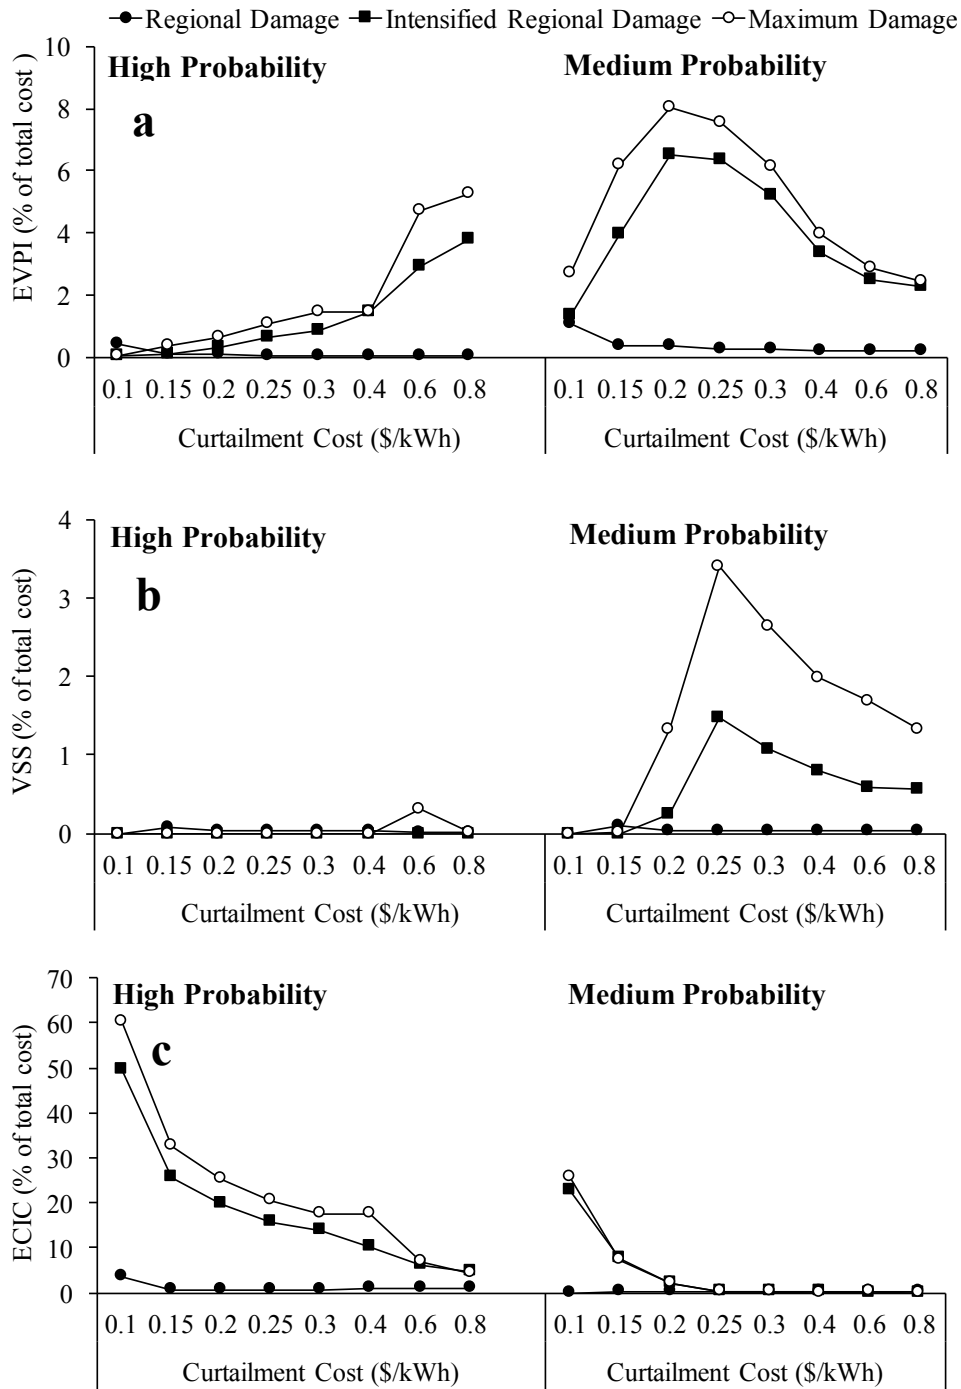 Regional Damage Intensified Regional Damage Maximum Damage
EVPI (% of total cost)
10
8
6
4
2
0
High Probability Medium Probability
a
0.1 0.15 0.2 0.25 0.3 0.4 0.6 0.8 0.1 0.15 0.2 0.25 0.3 0.4 0.6 0.8
Curtailment Cost ($/kWh) Curtailment Cost ($/kWh)
VSS (% of total cost)
4
3
2
1
0
High Probability Medium Probability
b
0.1 0.15 0.2 0.25 0.3 0.4 0.6 0.8 0.1 0.15 0.2 0.25 0.3 0.4 0.6 0.8
Curtailment Cost ($/kWh) Curtailment Cost ($/kWh)
ECIC (% of total cost)
70
60
50
40
30
20
10
0
High Probability Medium Probability
c
0.1 0.15 0.2 0.25 0.3 0.4 0.6 0.8 0.1 0.15 0.2 0.25 0.3 0.4 0.6 0.8
Curtailment Cost ($/kWh) Curtailment Cost ($/kWh)